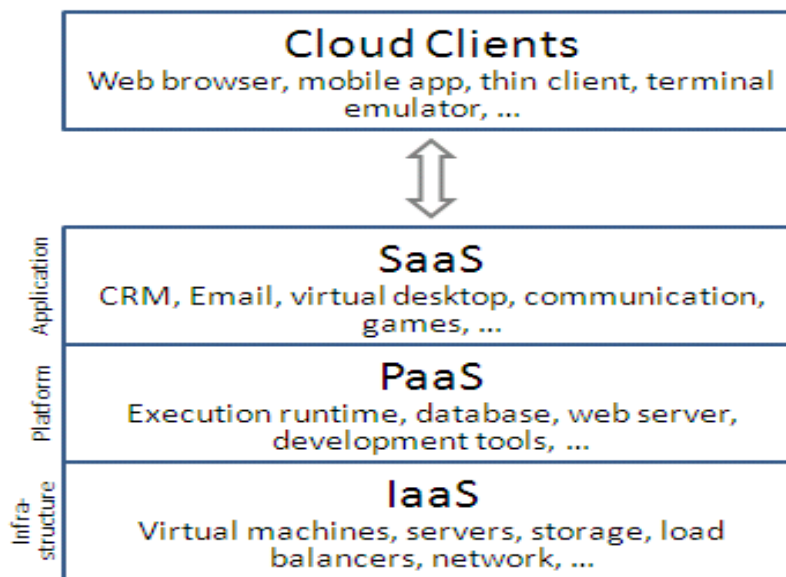 Cloud Clients
Web browser, mobile app, thin client, terminal
emulator, ...
Application
SaaS
CRM, Email, virtual desktop, communication,
games, ...
Platform
PaaS
Execution runtime, database, web server,
development tools, ...
Infra-
structure
IaaS
Virtual machines, servers, storage, load
balancers, network, ...